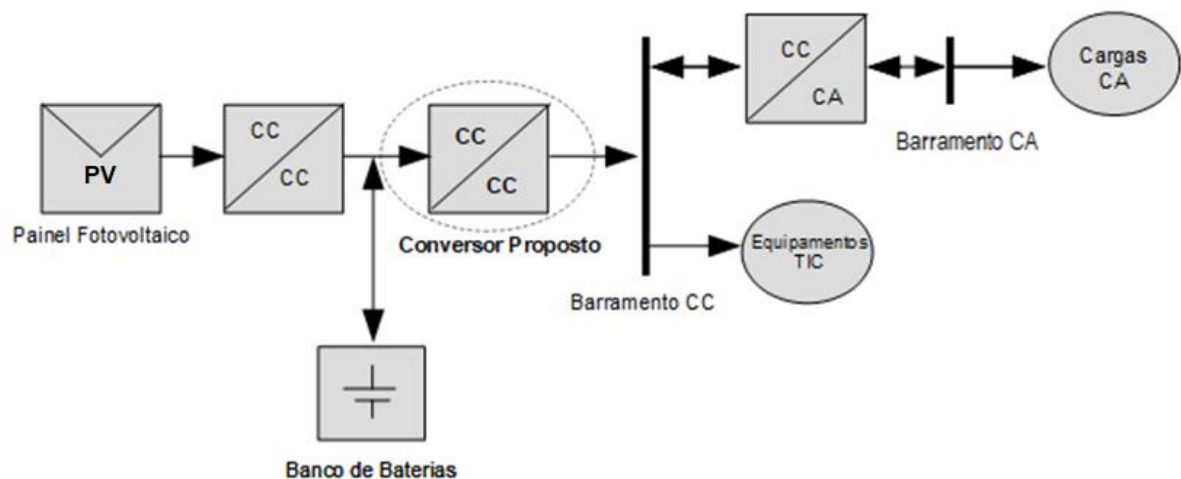 PV
Painel Fotovoltaico
CC
CC
CC
CC
Conversor Proposto
Banco de Baterias
Barramento CC
CC
CA
Barramento CA
Cargas
CA
Equipamentos
TIC